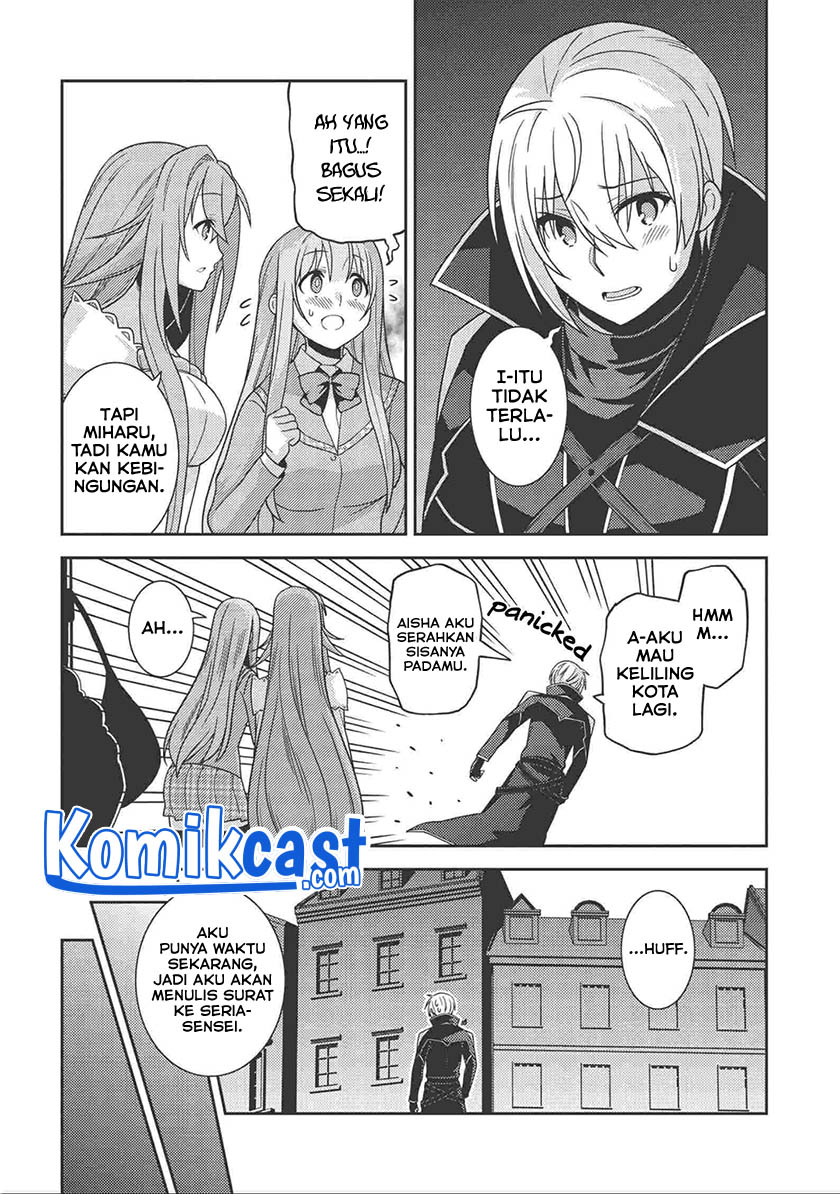 I-ITU
TIDAK
TERLA-
LU...
AH YANG
ITU...!
BAGUS
SEKALI!
TAPI
MIHARU,
TADI KAMU
KAN KEBI-
NGUNGAN.
HMM
M...
A-AKU
MAU
KELILING
KOTA
LAGI.
panicked
AISHA AKU
SERAHKAN
SISANYA
PADAMU.
AH...
Komikcast
.com
...HUFF.
AKU
PUNYA WAKTU
SEKARANG,
JADI AKU AKAN
MENULIS SURAT
KE SERIA-
SENSEI.